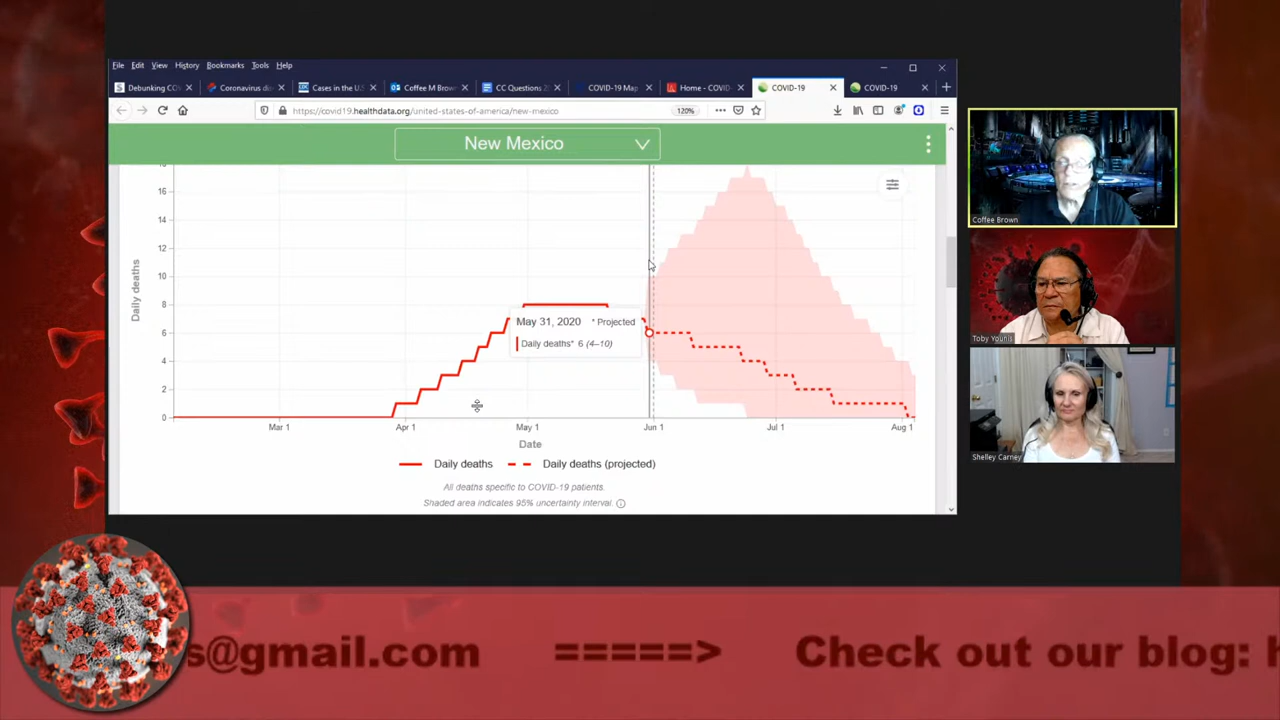 File Edit View History Bookmarks Tools Help
Debunking CO
Coronavirus di
Cases in the U.S
Coffee M Brow
CC Questions 2
COVID-19 Map
Home - COVID
COVID-19
COVID-19
https://covid19.healthdata.org/united-states-of-america/new-mexico
120%
New Mexico
16
14
12
10
8
6
4
2
0
Daily deaths
May 31, 2020 * Projected
Daily deaths* 6 (4–10)
Mar 1 Apr 1 May 1 Jun 1 Jul 1 Aug 1
Date
Daily deaths Daily deaths (projected)
All deaths specific to COVID-19 patients.
Shaded area indicates 95% uncertainty interval.
Coffee Brown
Toby Younis
Shelley Carney
s@gmail.com =====> Check out our blog: h